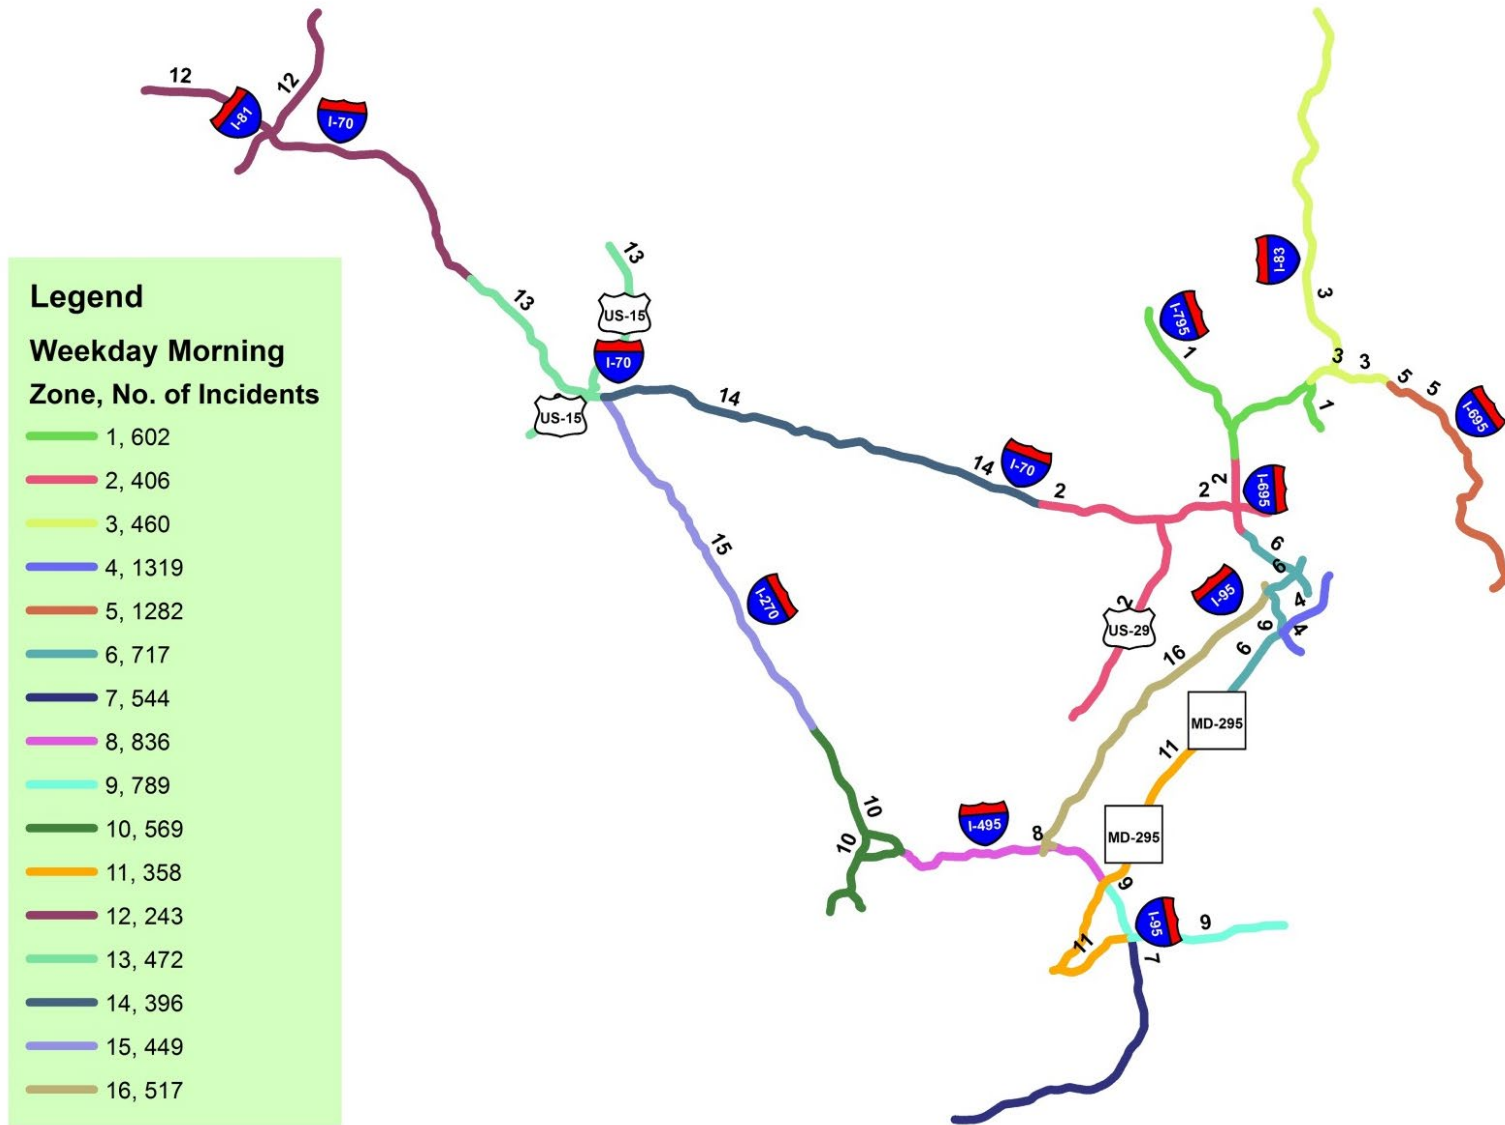 12
12
I-81
I-70
13
13
US-15
I-70
US-15
14
14
I-70
I-83
3
I-795
1
3
3
5
5
I-695
1
2
2
2
I-695
6
6
I-95
4
4
6
6
2
US-29
16
15
I-270
MD-295
11
10
10
I-495
8
MD-295
9
I-95
9
11
7
Legend
Weekday Morning
Zone, No. of Incidents
1, 602
2, 406
3, 460
4, 1319
5, 1282
6, 717
7, 544
8, 836
9, 789
10, 569
11, 358
12, 243
13, 472
14, 396
15, 449
16, 517